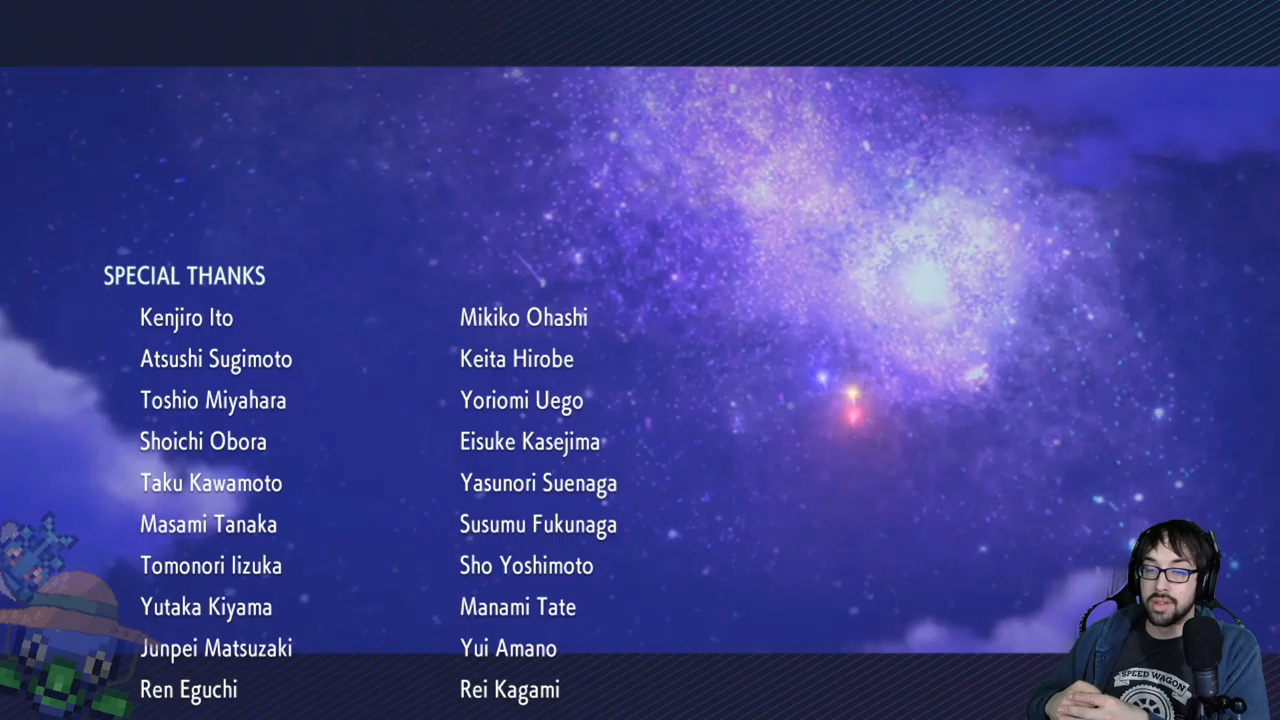 SPECIAL THANKS
Kenjiro Ito Mikiko Ohashi
Atsushi Sugimoto Keita Hirobe
Toshio Miyahara Yoriomi Uego
Shoichi Obora Eisuke Kasejima
Taku Kawamoto Yasunori Suenaga
Masami Tanaka Susumu Fukunaga
Tomonori Iizuka Sho Yoshimoto
Yutaka Kiyama Manami Tate
Junpei Matsuzaki Yui Amano
Ren Eguchi Rei Kagami
SPEED WAGON